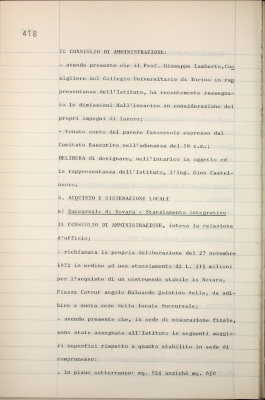 418
IL CONSIGLIO DI AMMINISTRAZIONE:
- avendo presente che il Prof. Giuseppe Lamberto, Con
sigliere del Collegio Universitario di Torino in rap
presentanza dell'Istituto, ha recentemente rassegna-
to le dimissioni dall'incarico in considerazione dei
propri impegni di lavoro;
- tenuto conto del parere favorevole espresso dal
Comitato Esecutivo nell'adunanza del 19 c.m.;
DELIBERA di designare, nell'incarico in oggetto ed
in rappresentanza dell'Istituto, l'Ing. Gino Castel-
nuovo.
6. ACQUISTO E SISTEMAZIONE LOCALI
a) Succursale di Novara - Stanziamento integrativo
IL CONSIGLIO DI AMMINISTRAZIONE, intesa la relazione
d'ufficio;
- richiamata la propria deliberazione del 27 novembre
1972 in ordine ad uno stanziamento di L. 515 milioni
per l'acquisto di un costruendo stabile in Novara,
Piazza Cavour angolo Baluardo Quintino Sella, da adi-
bire a nuova sede della locale Succursale;
- avendo presente che, in sede di misurazione finale,
sono state assegnate all'Istituto le seguenti maggio-
ri superfici rispetto a quanto stabilito in sede di
compromesso:
- in piano sotterraneo: mq. 924 anziché mq. 650